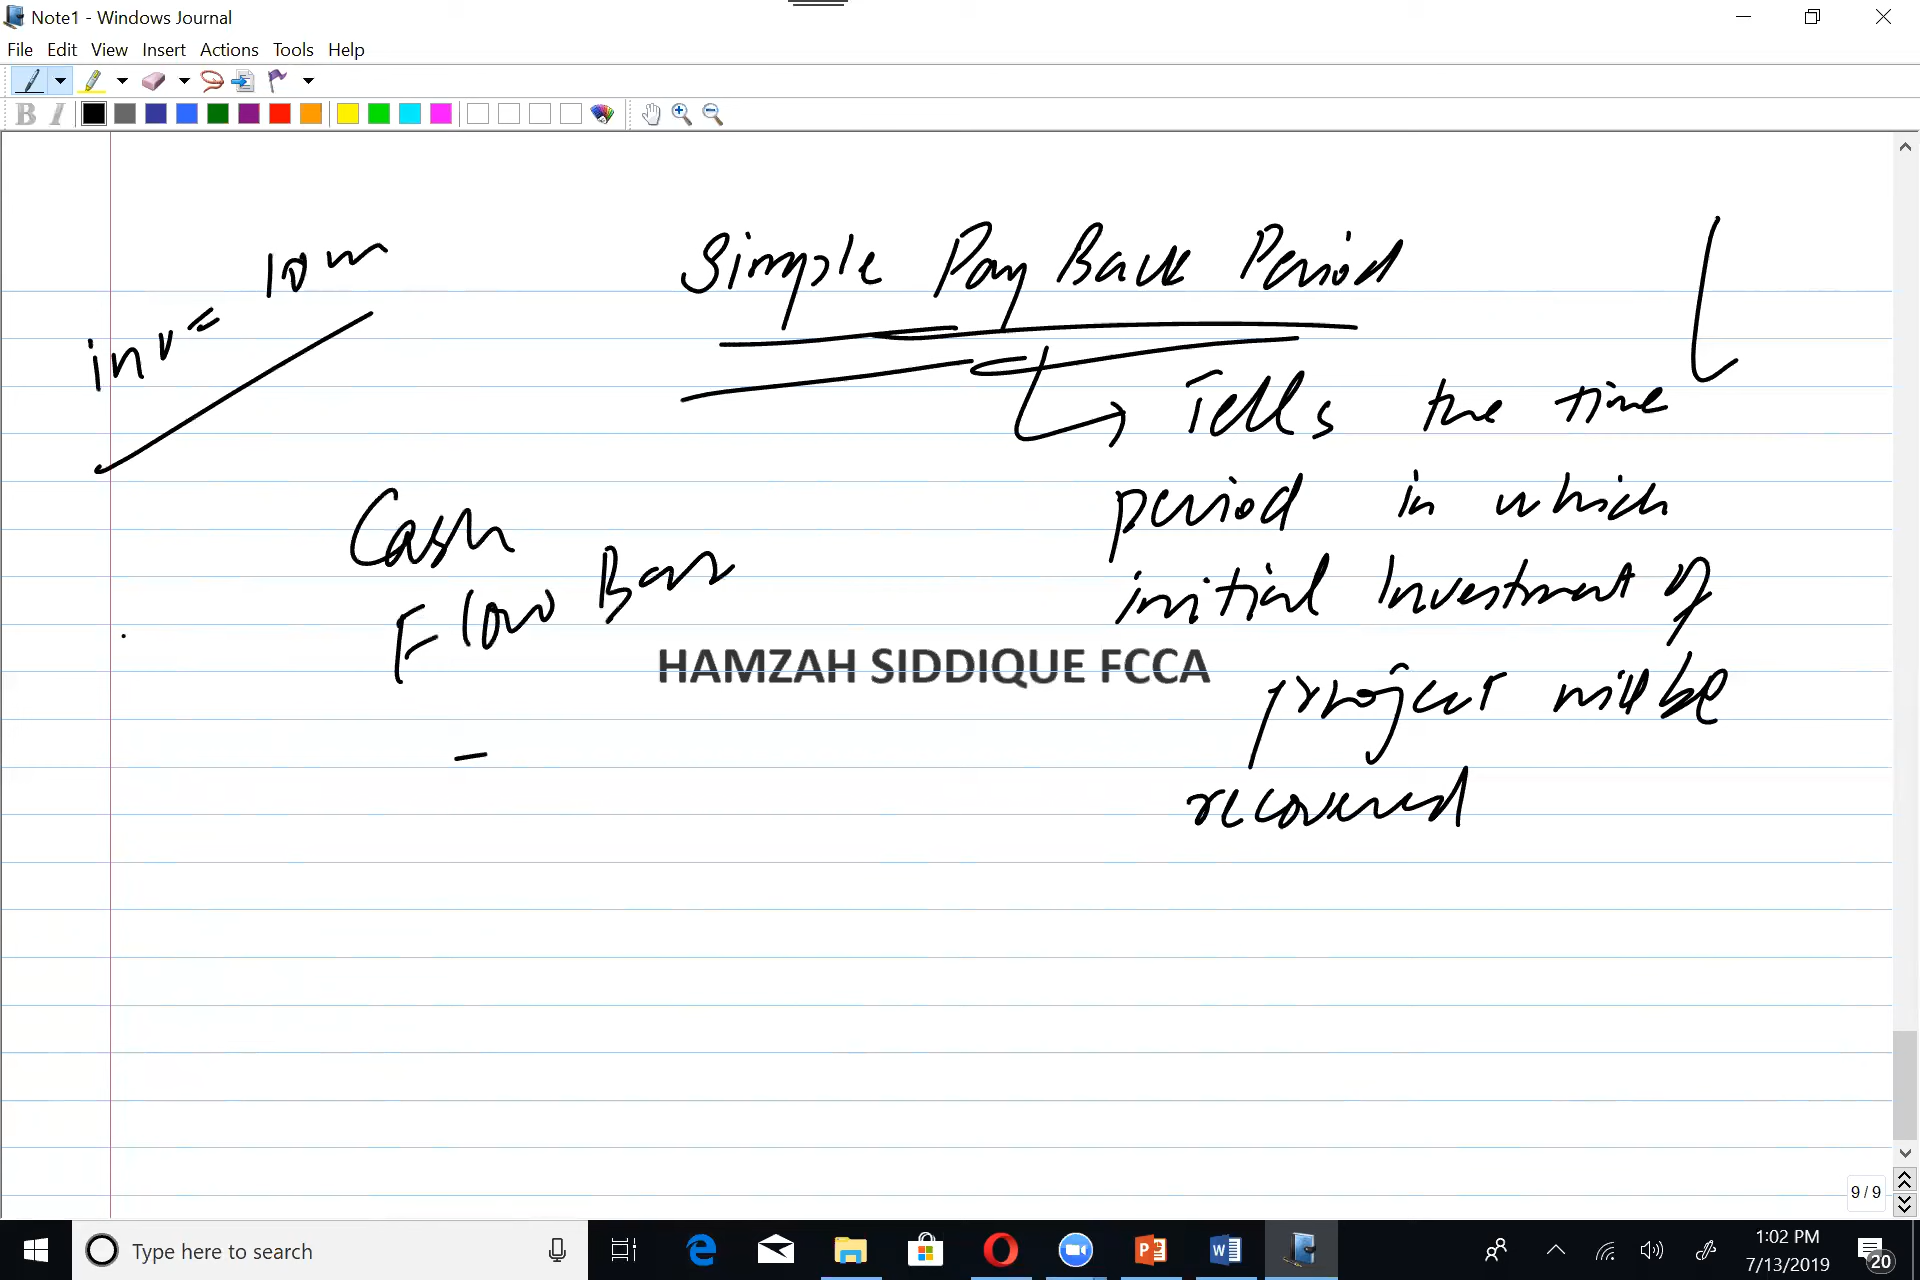 Note1 - Windows Journal
File Edit View Insert Actions Tools Help
B I
Simple Pay Back Period
inv = 10m
Tells the time
period in which
initial Investment of
project will be
recovered
Cash
Flow
HAMZAH SIDDIQUE FCCA
9 / 9
Type here to search
1:02 PM
7/13/2019
20